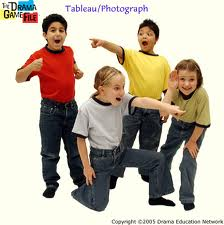 THE DRAMA
GAME
FILE
Tableau/Photograph
Copyright ©2005 Drama Education Network